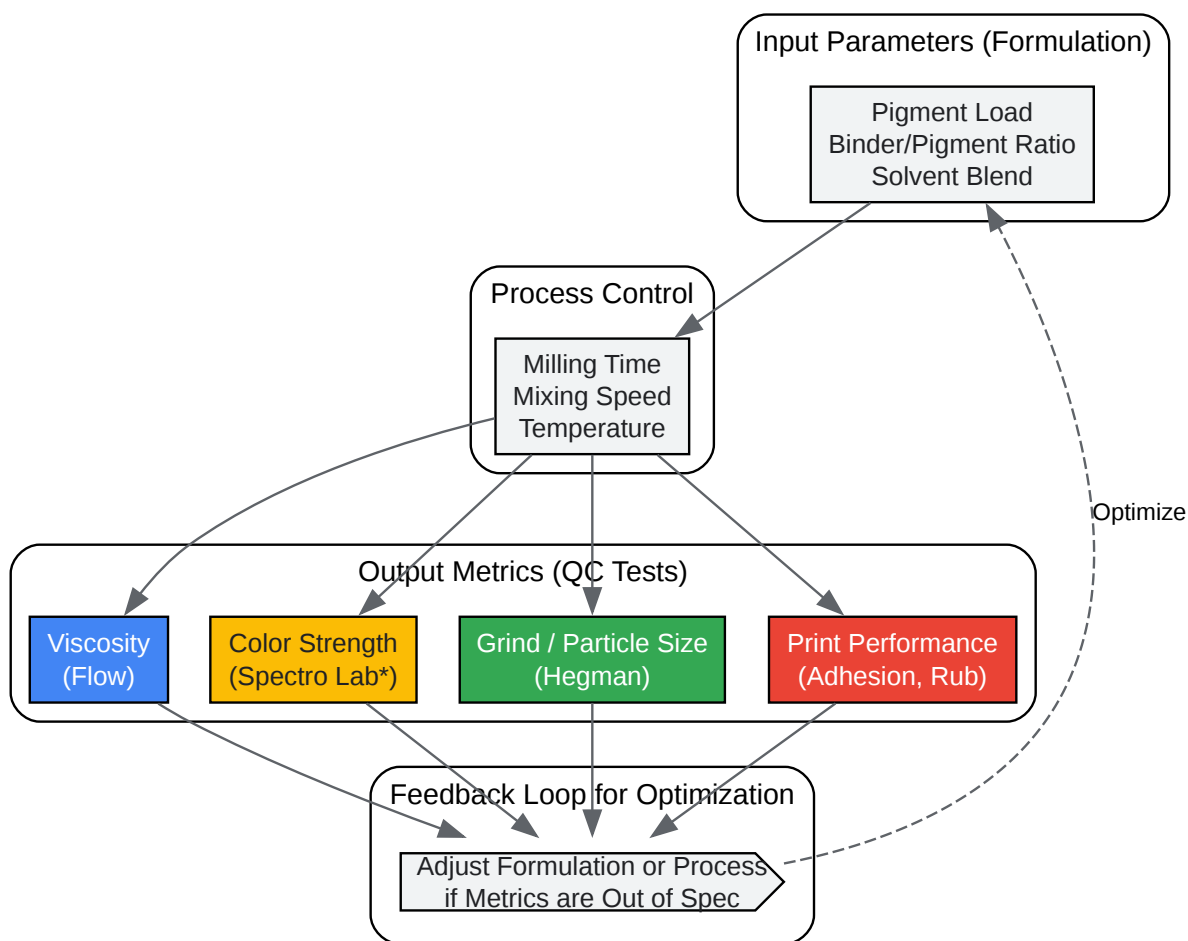 Input Parameters (Formulation)
Pigment Load
Binder/Pigment Ratio
Solvent Blend
Process Control
Milling Time
Mixing Speed
Temperature
Optimize
Output Metrics (QC Tests)
Viscosity
(Flow)
Color Strength
(Spectro Lab*)
Grind / Particle Size
(Hegman)
Print Performance
(Adhesion, Rub)
Feedback Loop for Optimization
Adjust Formulation or Process
if Metrics are Out of Spec